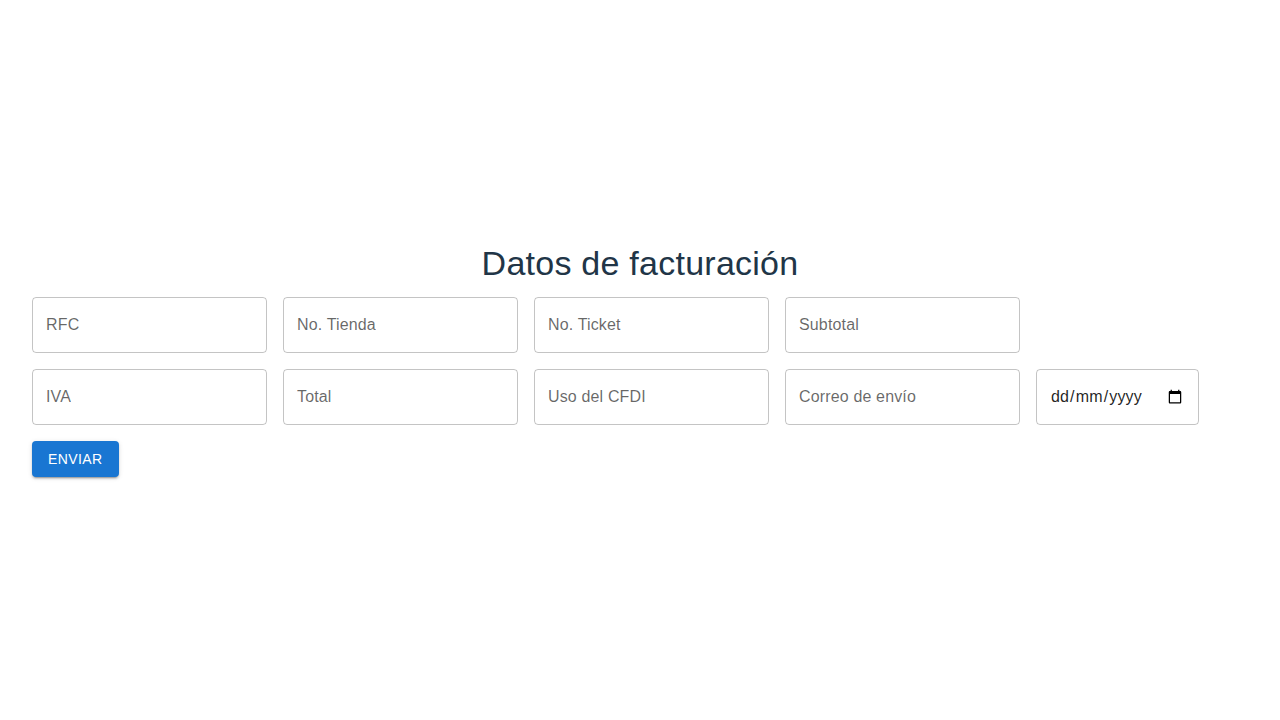 Datos de facturación
RFC
No. Tienda
No. Ticket
Subtotal
IVA
Total
Uso del CFDI
Correo de envío
dd/mm/yyyy
ENVIAR